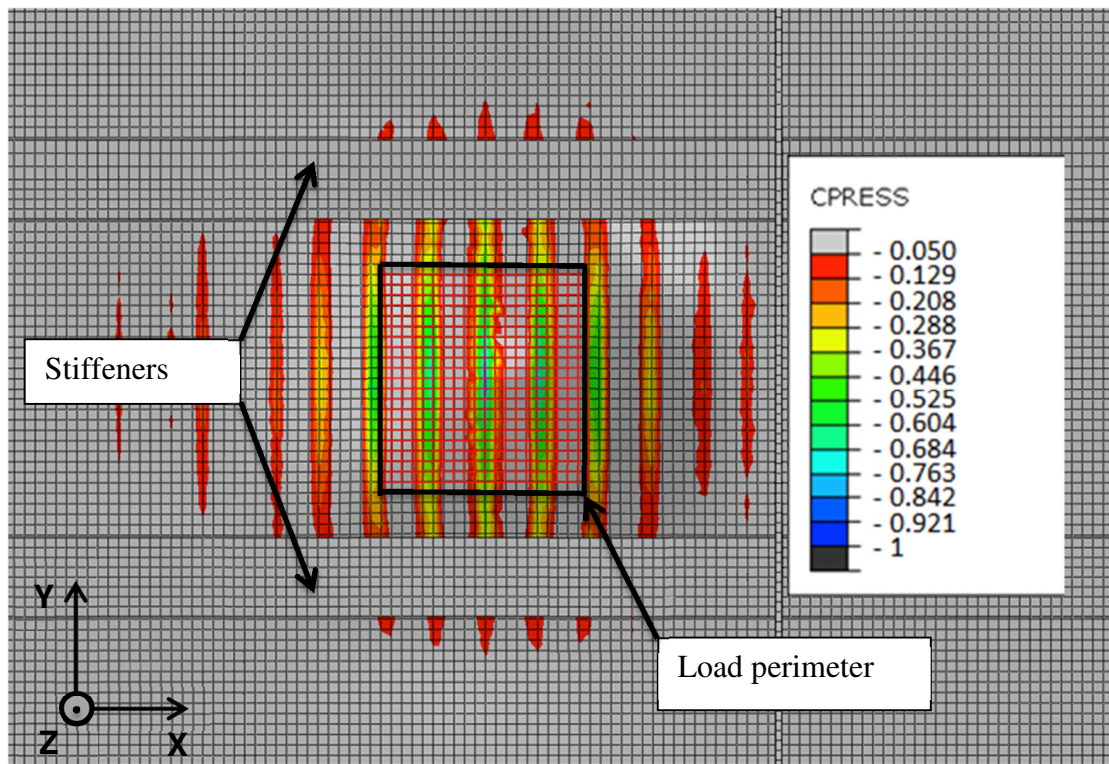 CPRESS
- 0.050
- 0.129
- 0.208
- 0.288
- 0.367
- 0.446
- 0.525
- 0.604
- 0.684
- 0.763
- 0.842
- 0.921
- 1
Stiffeners
Load perimeter
Y
Z
X